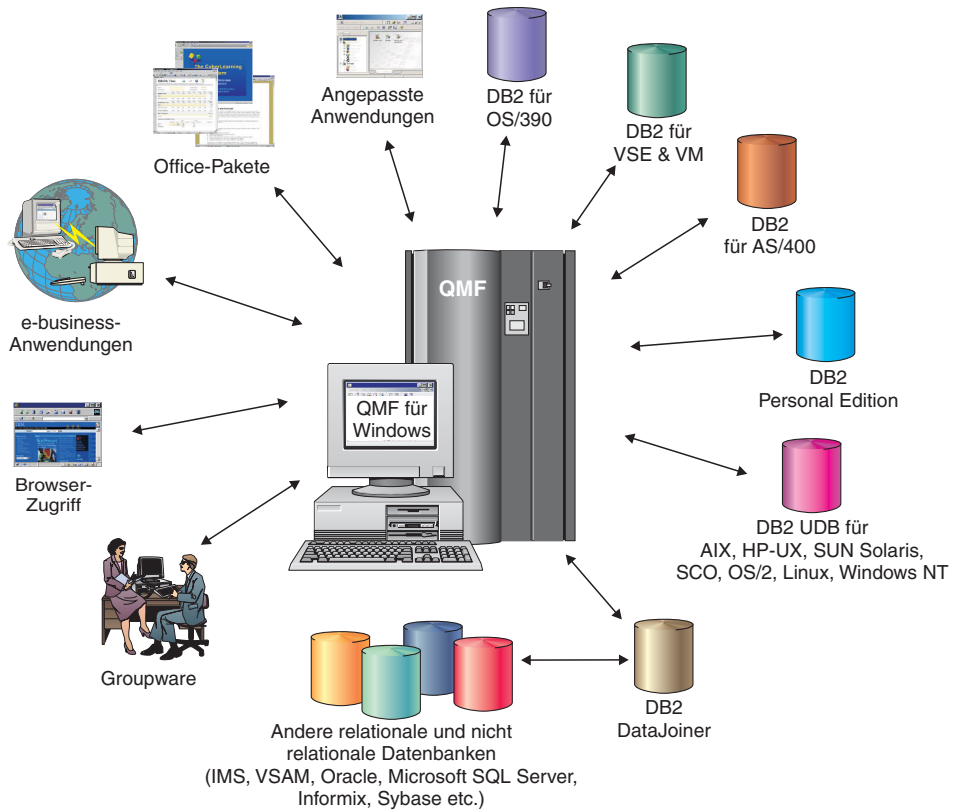 Angepasste
Anwendungen
DB2 für
OS/390
DB2 für
VSE & VM
Office-Pakete
DB2
für AS/400
e-business-
Anwendungen
QMF
DB2
Personal Edition
QMF für
Windows
Browser-
Zugriff
DB2 UDB für
AIX, HP-UX, SUN Solaris,
SCO, OS/2, Linux, Windows NT
Groupware
DB2
DataJoiner
Andere relationale und nicht
relationale Datenbanken
(IMS, VSAM, Oracle, Microsoft SQL Server,
Informix, Sybase etc.)